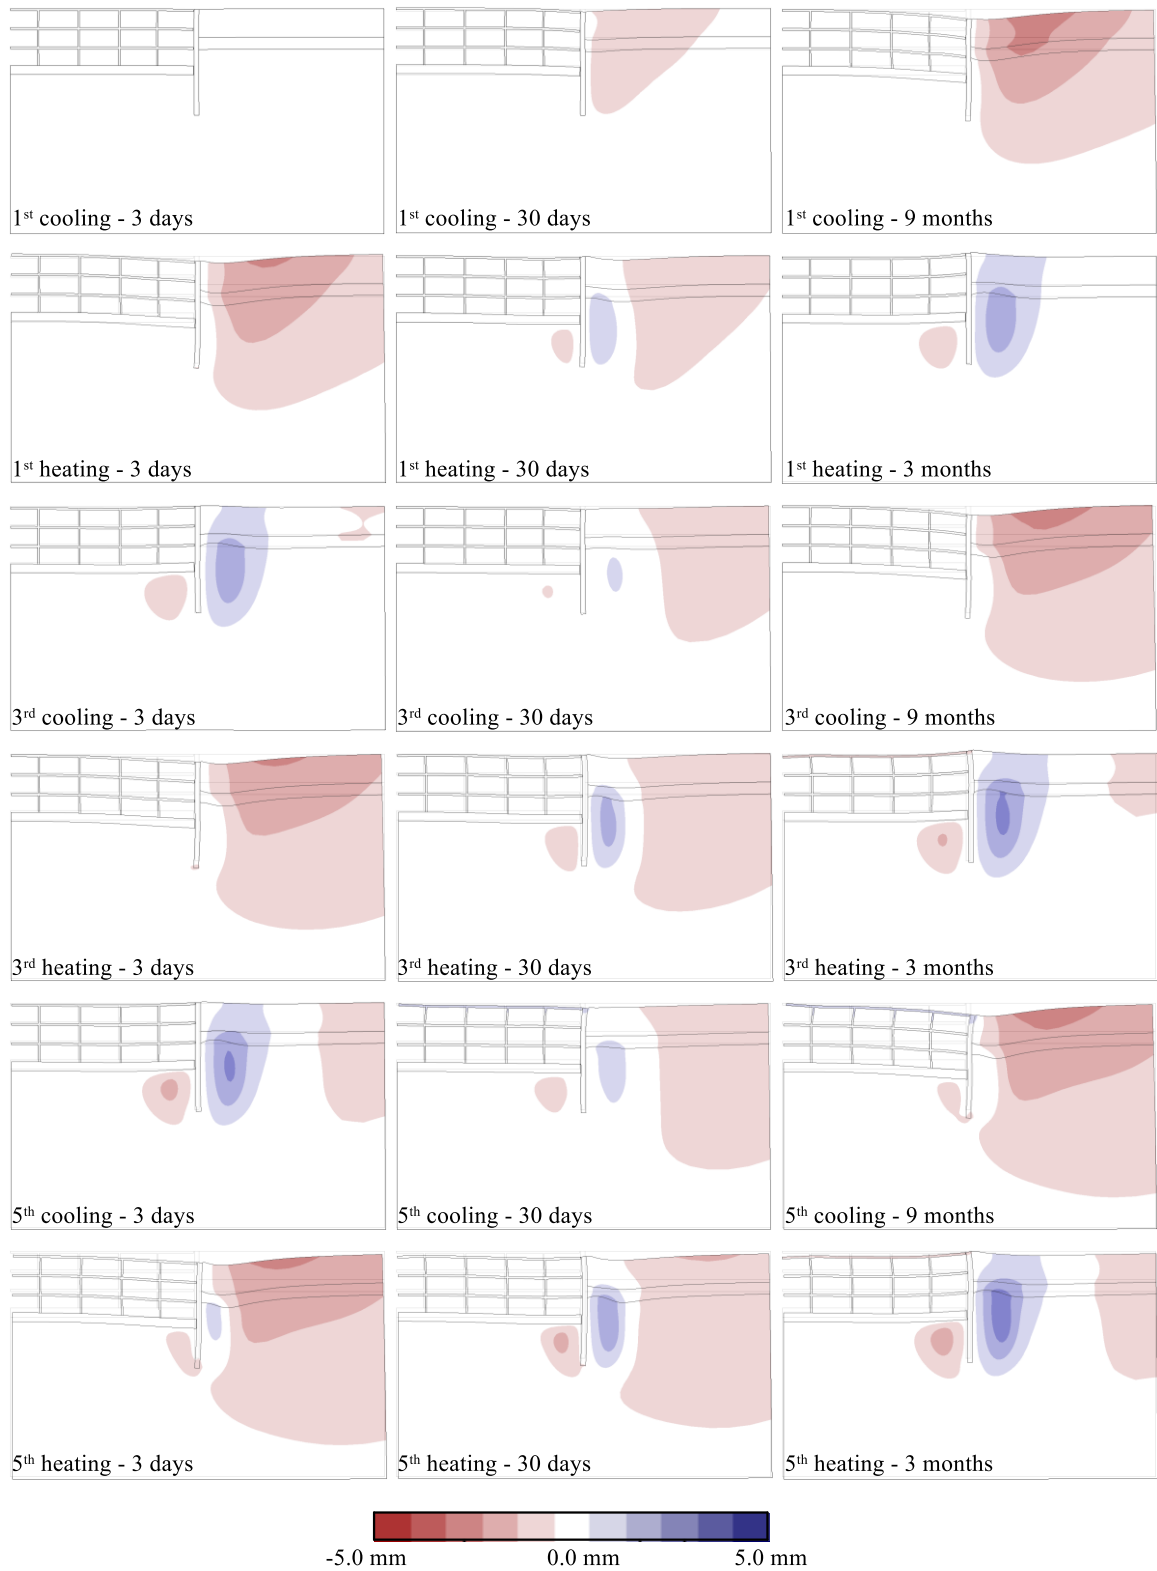 1st cooling - 3 days
1st cooling - 30 days
1st cooling - 9 months
1st heating - 3 days
1st heating - 30 days
1st heating - 3 months
3rd cooling - 3 days
3rd cooling - 30 days
3rd cooling - 9 months
3rd heating - 3 days
3rd heating - 30 days
3rd heating - 3 months
5th cooling - 3 days
5th cooling - 30 days
5th cooling - 9 months
5th heating - 3 days
5th heating - 30 days
5th heating - 3 months
-5.0 mm 0.0 mm 5.0 mm